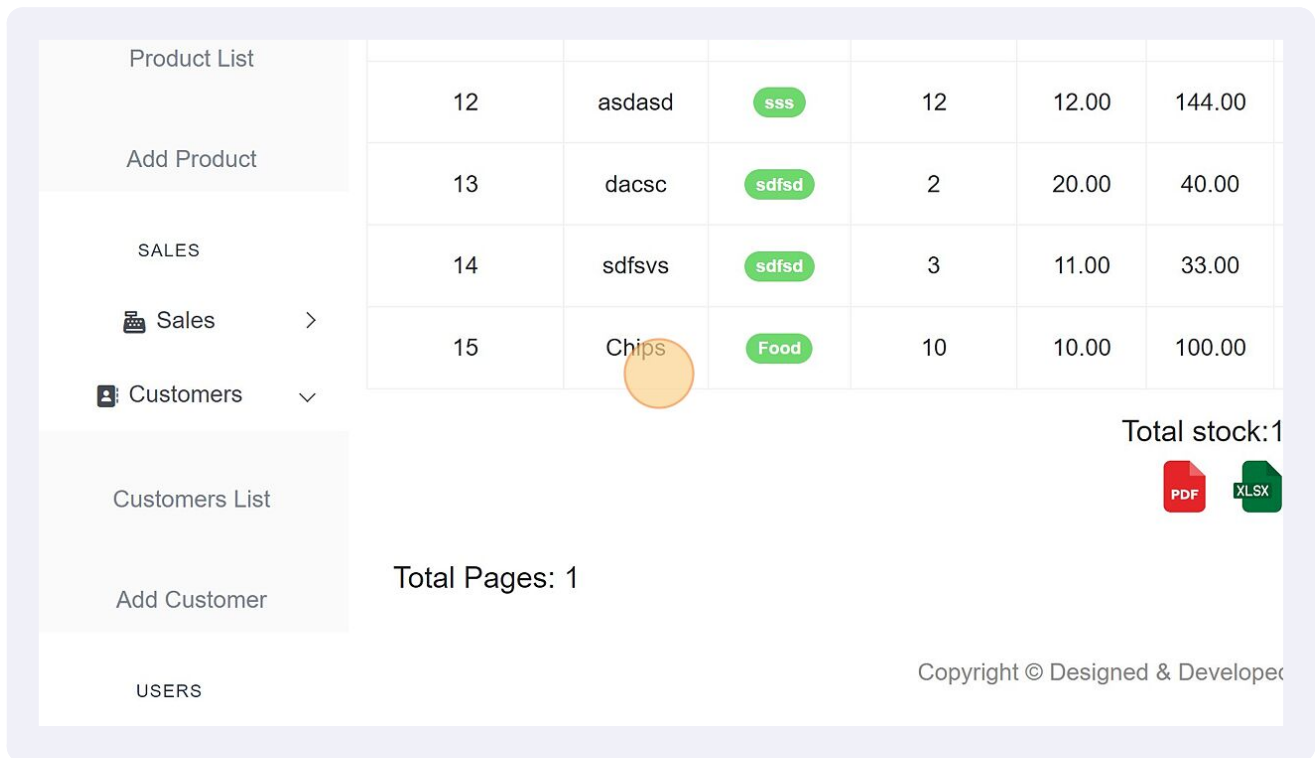 Product List
Add Product
SALES
Sales
Customers
Customers List
Add Customer
USERS
12 asdasd sss 12 12.00 144.00
13 dacsc sdfsd 2 20.00 40.00
14 sdfsvs sdfsd 3 11.00 33.00
15 Chips Food 10 10.00 100.00
Total stock:1
PDF XLSX
Total Pages: 1
Copyright © Designed & Developed